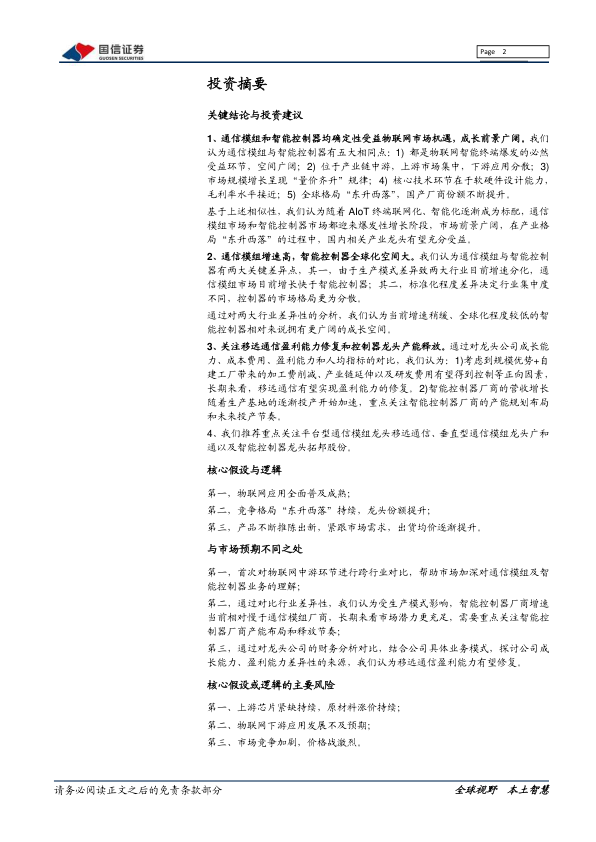 国信证券
GUOSEN SECURITIES
Page 2
投资摘要
关键结论与投资建议
1、通信模组和智能控制器均确定性受益物联网市场机遇，成长前景广阔。我们
认为通信模组与智能控制器有五大相同点：1）都是物联网智能终端爆发的必然
受益环节，空间广阔；2）位于产业链中游，上游市场集中，下游应用分散；3)
市场规模增长呈现“量价齐升”规律；4）核心技术环节在于软硬件设计能力，
毛利率水平接近；5）全球格局“东升西落”，国产厂商份额不断提升。
基于上述相似性，我们认为随着 AIoT 终端联网化、智能化逐渐成为标配，通信
模组市场和智能控制器市场都迎来爆发性增长阶段，市场前景广阔，在产业格
局“东升西落”的过程中，国内相关产业龙头有望充分受益。
2、通信模组增速高，智能控制器全球化空间大。我们认为通信模组与智能控制
器有两大关键差异点，其一，由于生产模式差异致两大行业目前增速分化，通
信模组市场目前增长快于智能控制器；其二，标准化程度差异决定行业集中度
不同，控制器的市场格局更为分散。
通过对两大行业差异性的分析，我们认为当前增速稍缓、全球化程度较低的智
能控制器相对来说拥有更广阔的成长空间。
3、关注移远通信盈利能力修复和控制器龙头产能释放。通过对龙头公司成长能
力、成本费用、盈利能力和人均指标的对比，我们认为：1)考虑到规模优势+自
建工厂带来的加工费削减、产业链延伸以及研发费用有望得到控制等正向因素，
长期来看，移远通信有望实现盈利能力的修复。2)智能控制器厂商的营收增长
随着生产基地的逐渐投产开始加速，重点关注智能控制器厂商的产能规划布局
和未来投产节奏。
4、我们推荐重点关注平台型通信模组龙头移远通信，垂直型通信模组龙头广和
通以及智能控制器龙头拓邦股份。
核心假设与逻辑
第一，物联网应用全面普及成熟；
第二，竞争格局“东升西落”持续，龙头份额提升；
第三，产品不断推陈出新，紧跟市场需求，出货均价逐渐提升。
与市场预期不同之处
第一，首次对物联网中游环节进行跨行业对比，帮助市场加深对通信模组及智
能控制器业务的理解；
第二，通过对比行业差异性，我们认为受生产模式影响，智能控制器厂商增速
当前相对慢于通信模组厂商，长期来看市场潜力更充足，需要重点关注智能控
制器厂商产能布局和释放节奏；
第三，通过对龙头公司的财务分析对比，结合公司具体业务模式，探讨公司成
长能力、盈利能力差异性的来源，我们认为移远通信盈利能力有望修复。
核心假设或逻辑的主要风险
第一，上游芯片紧缺持续，原材料涨价持续；
第二，物联网下游应用发展不及预期；
第三、市场竞争加剧，价格战激烈。
请务必阅读正文之后的免责条款部分
全球视野 本土智慧